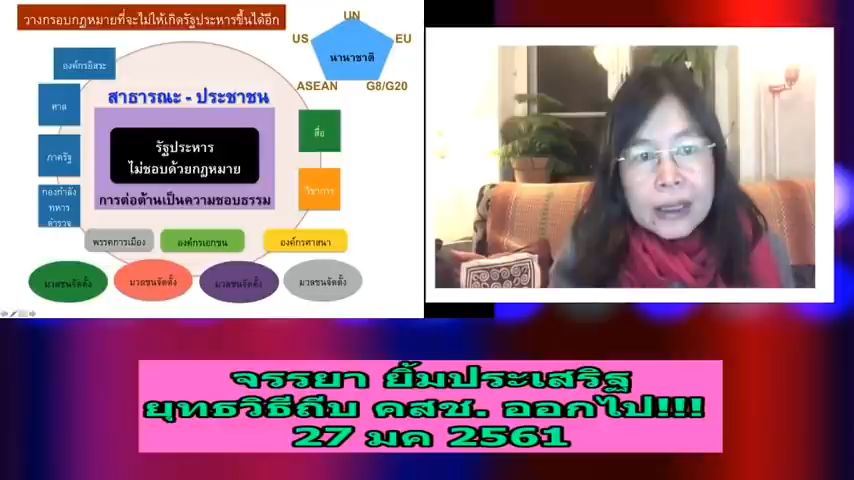 วางกรอบกฎหมายที่จะไม่ให้เกิดรัฐประหารขึ้นได้อีก
UN
US
EU
นานาชาติ
ASEAN
G8/G20
องค์กรอิสระ
ศาล
ภาครัฐ
กองกำลัง
ทหาร
ตำรวจ
สาธารณะ - ประชาชน
รัฐประหาร
ไม่ชอบด้วยกฎหมาย
การต่อต้านเป็นความชอบธรรม
สื่อ
วิชาการ
พรรคการเมือง
องค์กรเอกชน
องค์กรศาสนา
มวลชนจัดตั้ง
มวลชนจัดตั้ง
มวลชนจัดตั้ง
มวลชนจัดตั้ง
จรรยา ยิ้มประเสริฐ
ยุทธวิธีถีบ คสช. ออกไป!!!
27 มค 2561